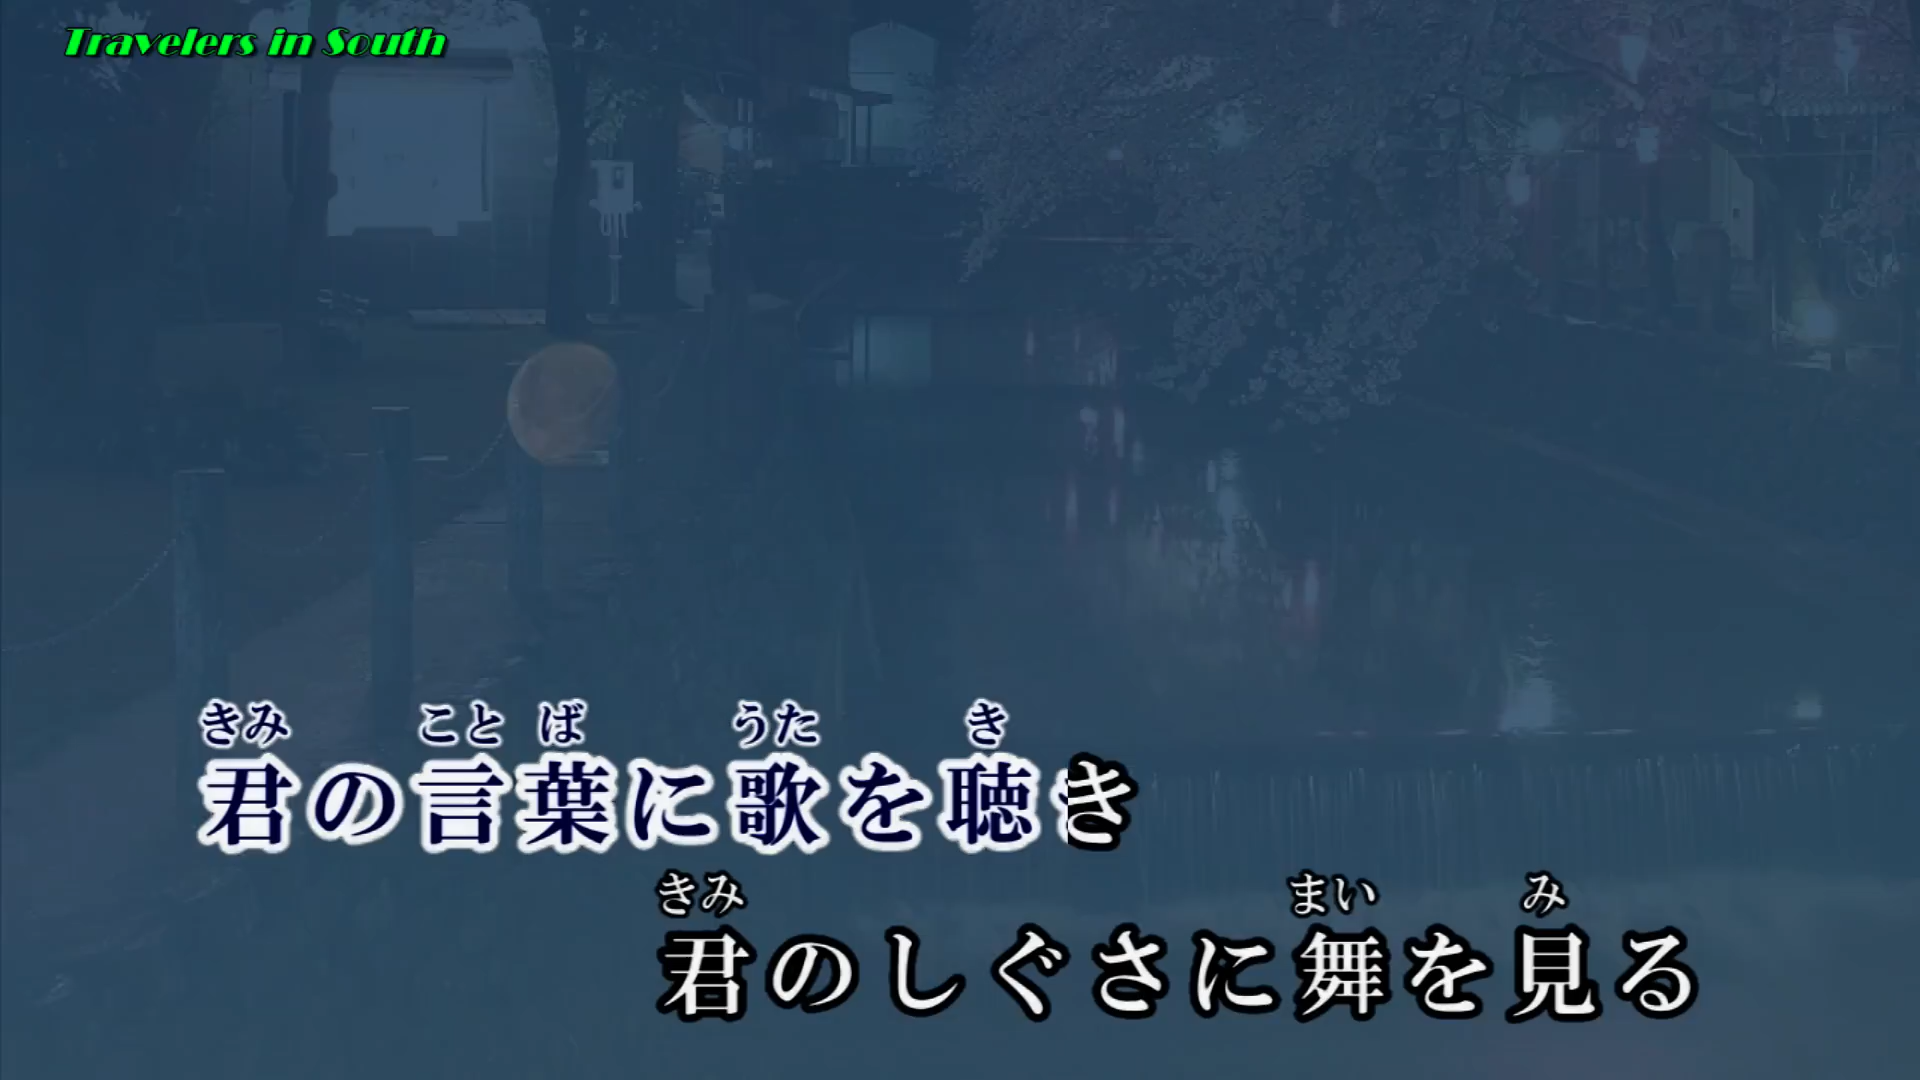 Travelers in South
きみ ことば うた き
君の言葉に歌を聴き
きみ まい み
君のしぐさに舞を見る